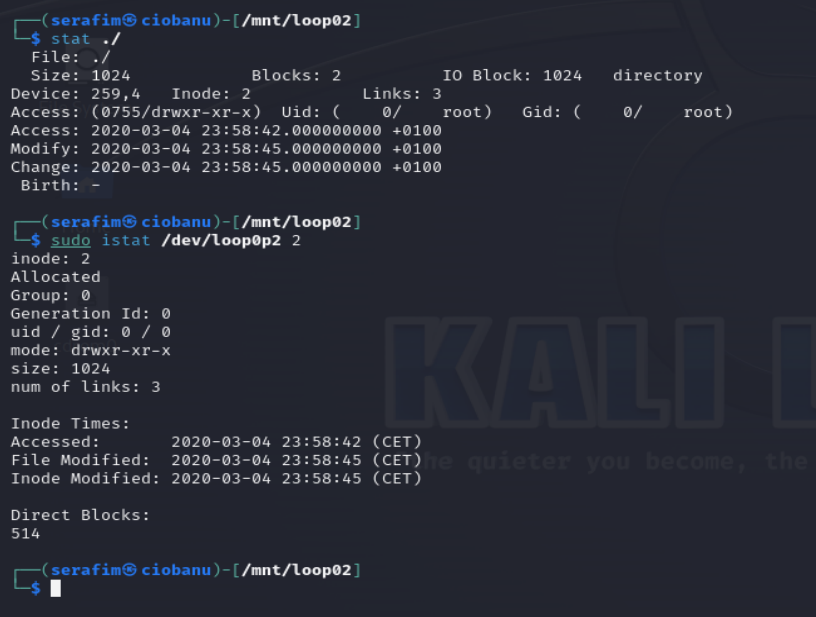 ┌──(serafim㉿ciobanu)-[/mnt/loop02]
└─$ stat ./
  File: ./
  Size: 1024            Blocks: 2          IO Block: 1024   directory
Device: 259,4   Inode: 2           Links: 3
Access: (0755/drwxr-xr-x)  Uid: (    0/    root)   Gid: (    0/    root)
Access: 2020-03-04 23:58:42.000000000 +0100
Modify: 2020-03-04 23:58:45.000000000 +0100
Change: 2020-03-04 23:58:45.000000000 +0100
 Birth: -
┌──(serafim㉿ciobanu)-[/mnt/loop02]
└─$ sudo istat /dev/loop0p2 2
inode: 2
Allocated
Group: 0
Generation Id: 0
uid / gid: 0 / 0
mode: drwxr-xr-x
size: 1024
num of links: 3
KALI L
Inode Times:
Accessed:       2020-03-04 23:58:42 (CET)
File Modified:  2020-03-04 23:58:45 (CET)
he quieter you become, the
Inode Modified: 2020-03-04 23:58:45 (CET)
Direct Blocks:
514
┌──(serafim㉿ciobanu)-[/mnt/loop02]
└─$